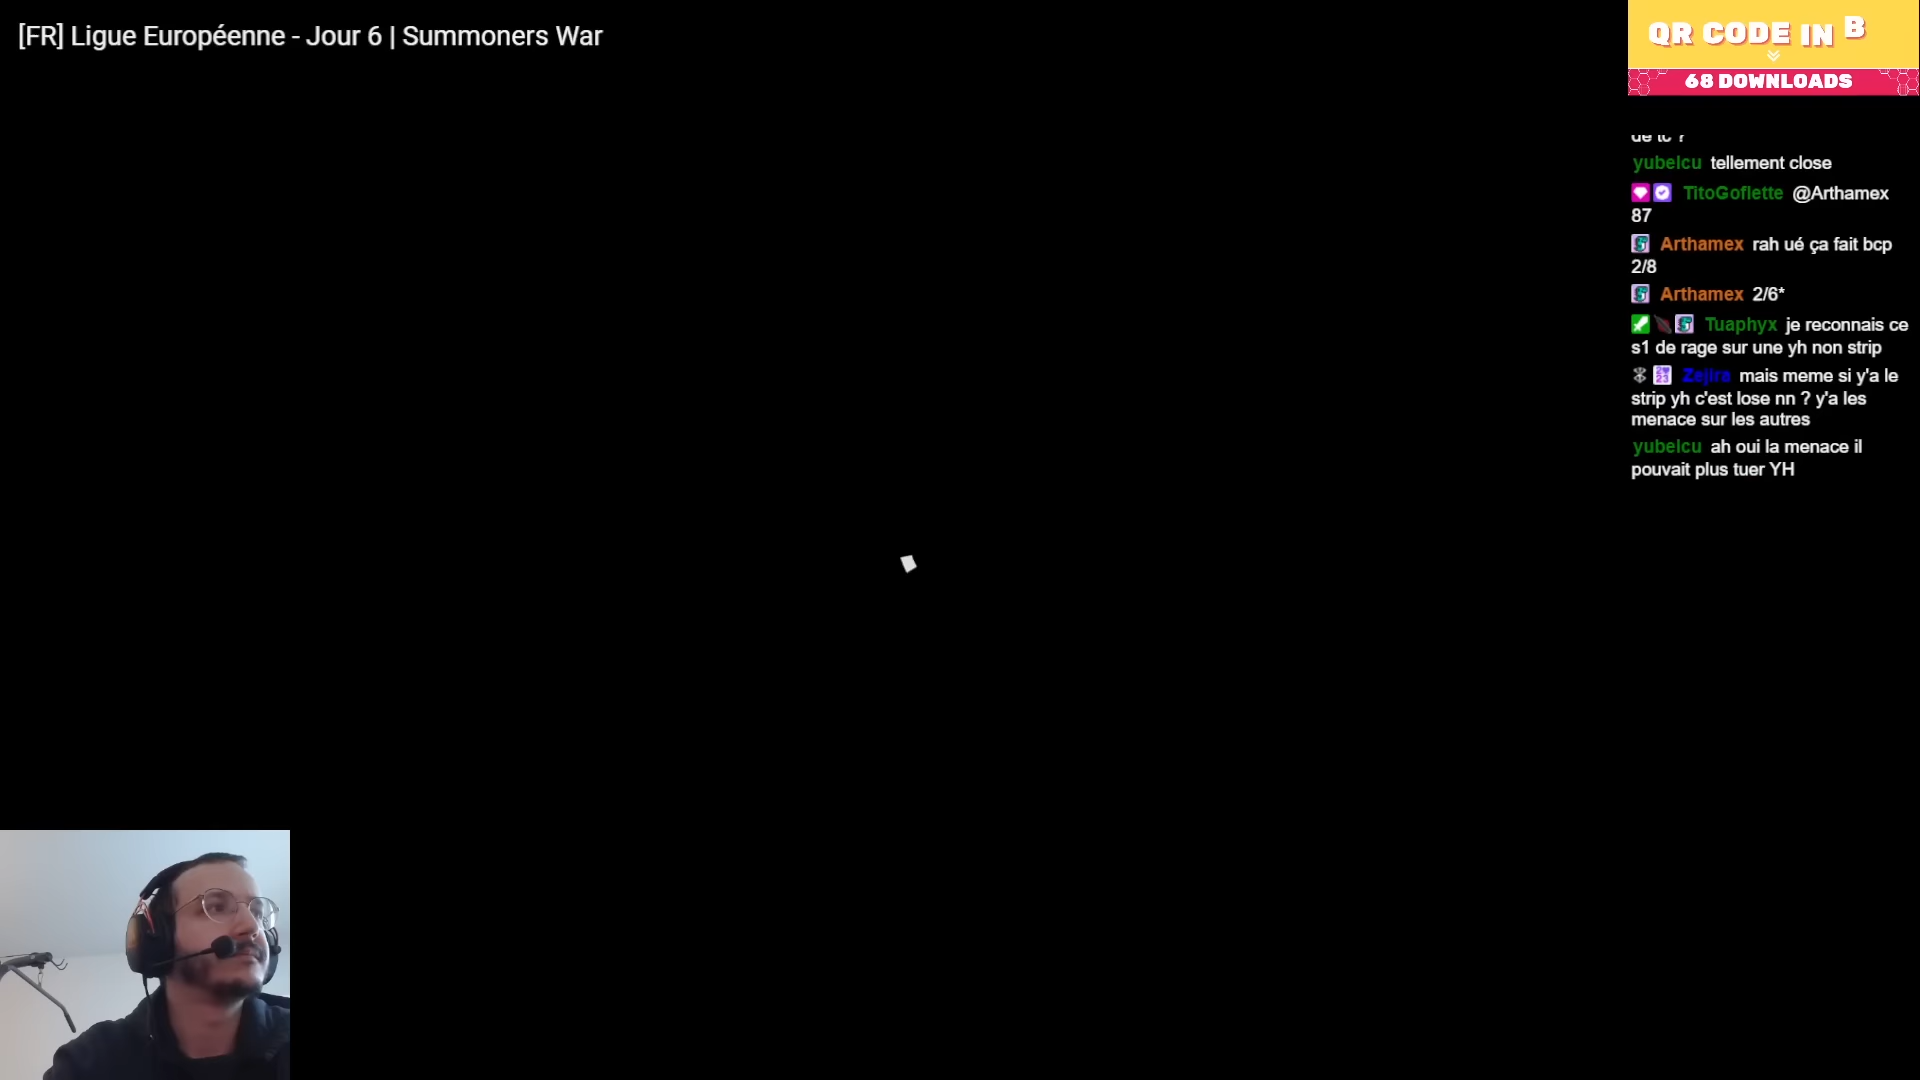 [FR] Ligue Européenne - Jour 6 | Summoners War
QR CODE IN B
68 DOWNLOADS
de tc ?
yubelcu tellement close
TitoGoflette @Arthamex
87
Arthamex rah ué ça fait bcp
2/8
Arthamex 2/6*
Tuaphyx je reconnais ce
s1 de rage sur une yh non strip
Zejira mais meme si y'a le
strip yh c'est lose nn ? y'a les
menace sur les autres
yubelcu ah oui la menace il
pouvait plus tuer YH